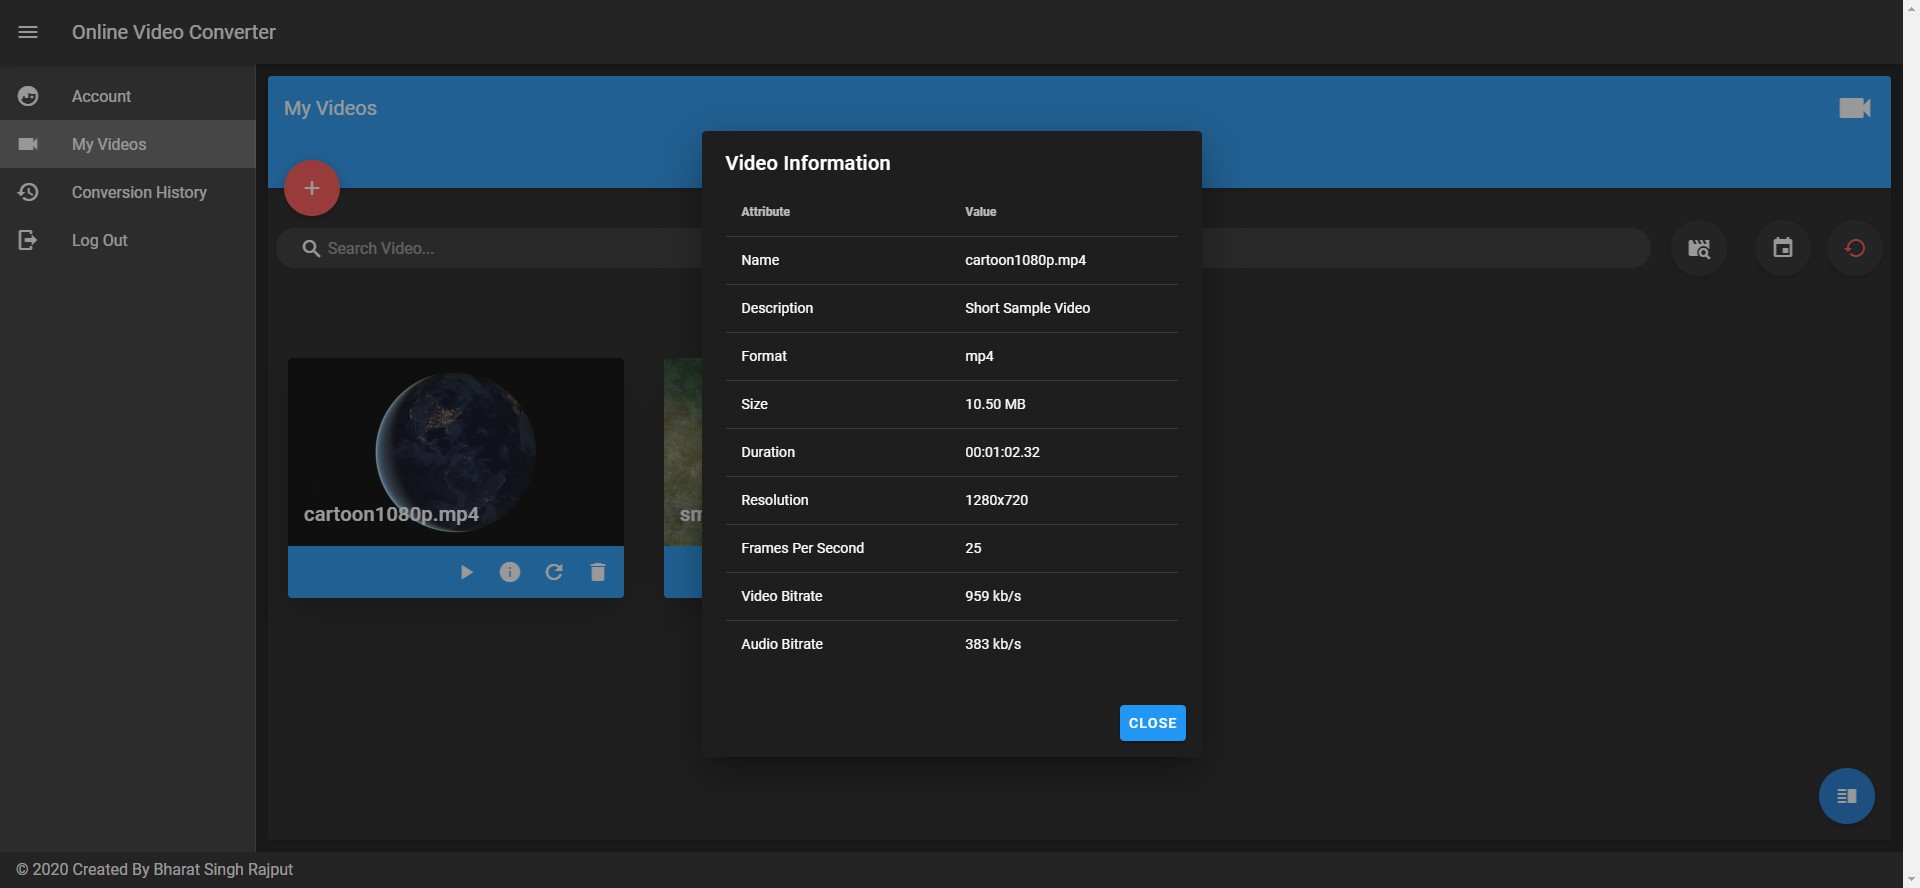 Online Video Converter
Account
My Videos
Conversion History
Log Out
My Videos
Search Video...
cartoon1080p.mp4
sm
Video Information
Attribute Value
Name cartoon1080p.mp4
Description Short Sample Video
Format mp4
Size 10.50 MB
Duration 00:01:02.32
Resolution 1280x720
Frames Per Second 25
Video Bitrate 959 kb/s
Audio Bitrate 383 kb/s
CLOSE
© 2020 Created By Bharat Singh Rajput